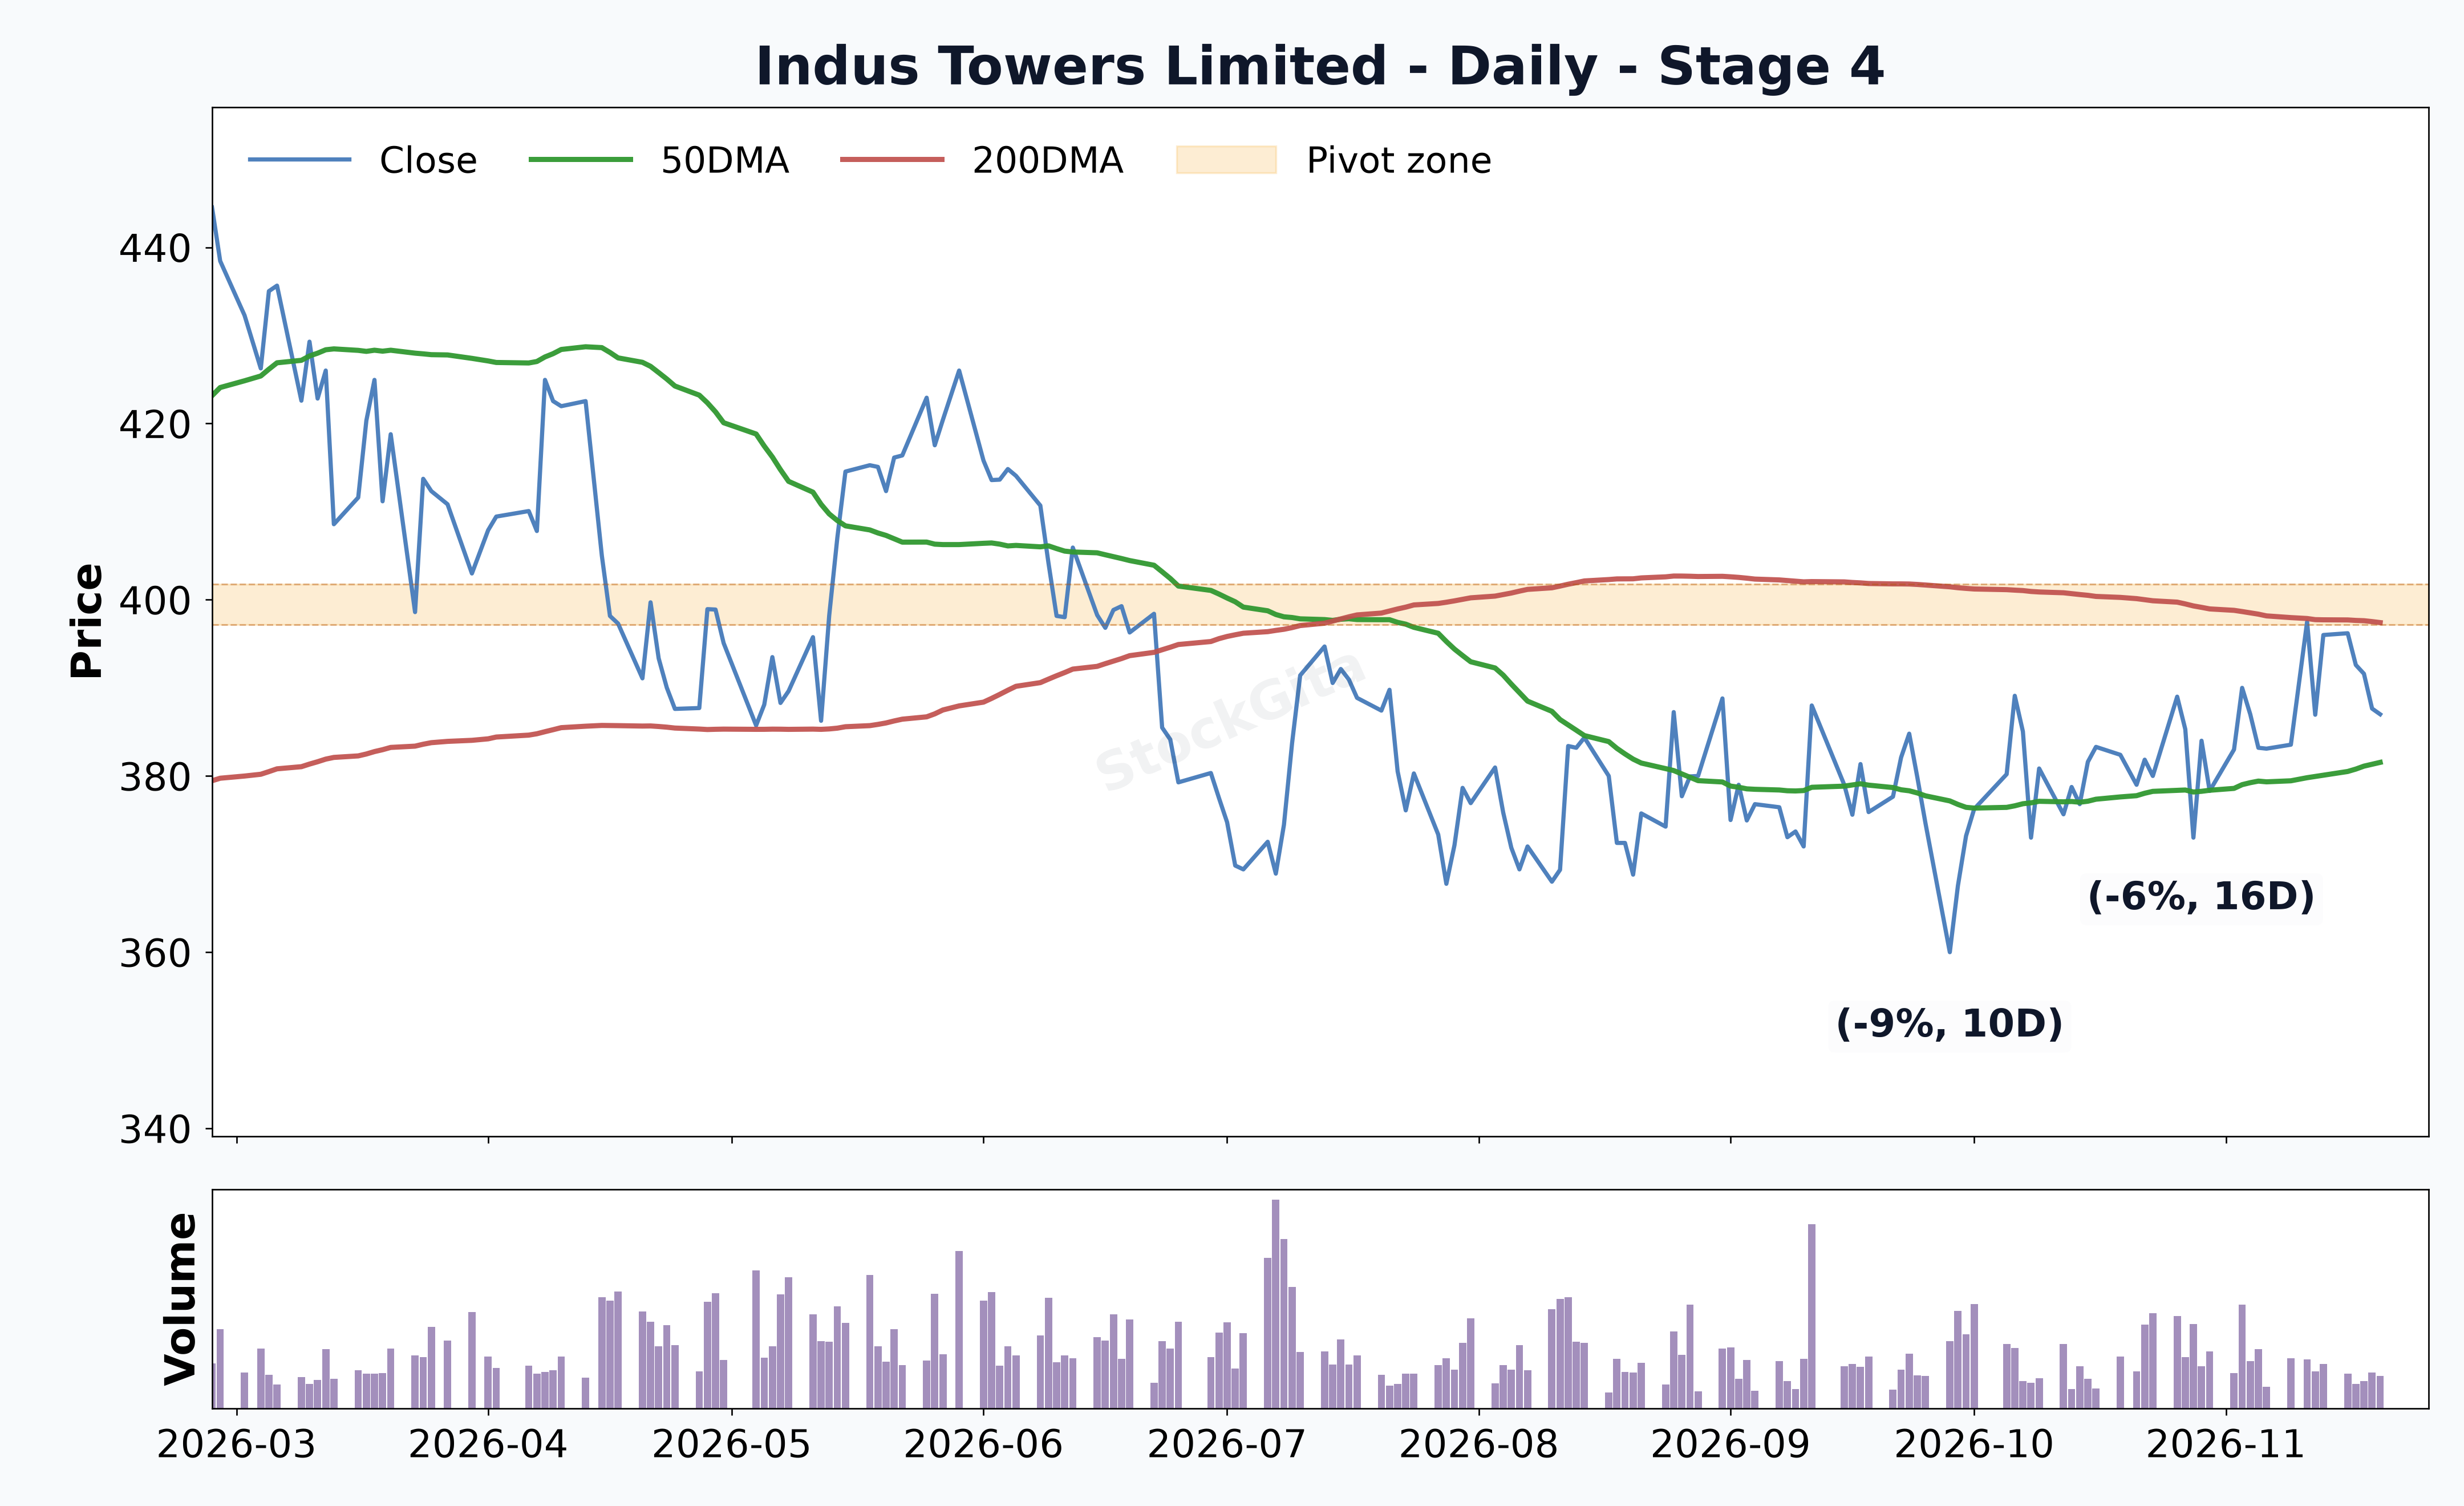 Indus Towers Limited - Daily - Stage 4
Close 50DMA 200DMA Pivot zone
Price
440
420
400
380
360
340
StockGita
(-6%, 16D)
(-9%, 10D)
Volume
2026-03 2026-04 2026-05 2026-06 2026-07 2026-08 2026-09 2026-10 2026-11